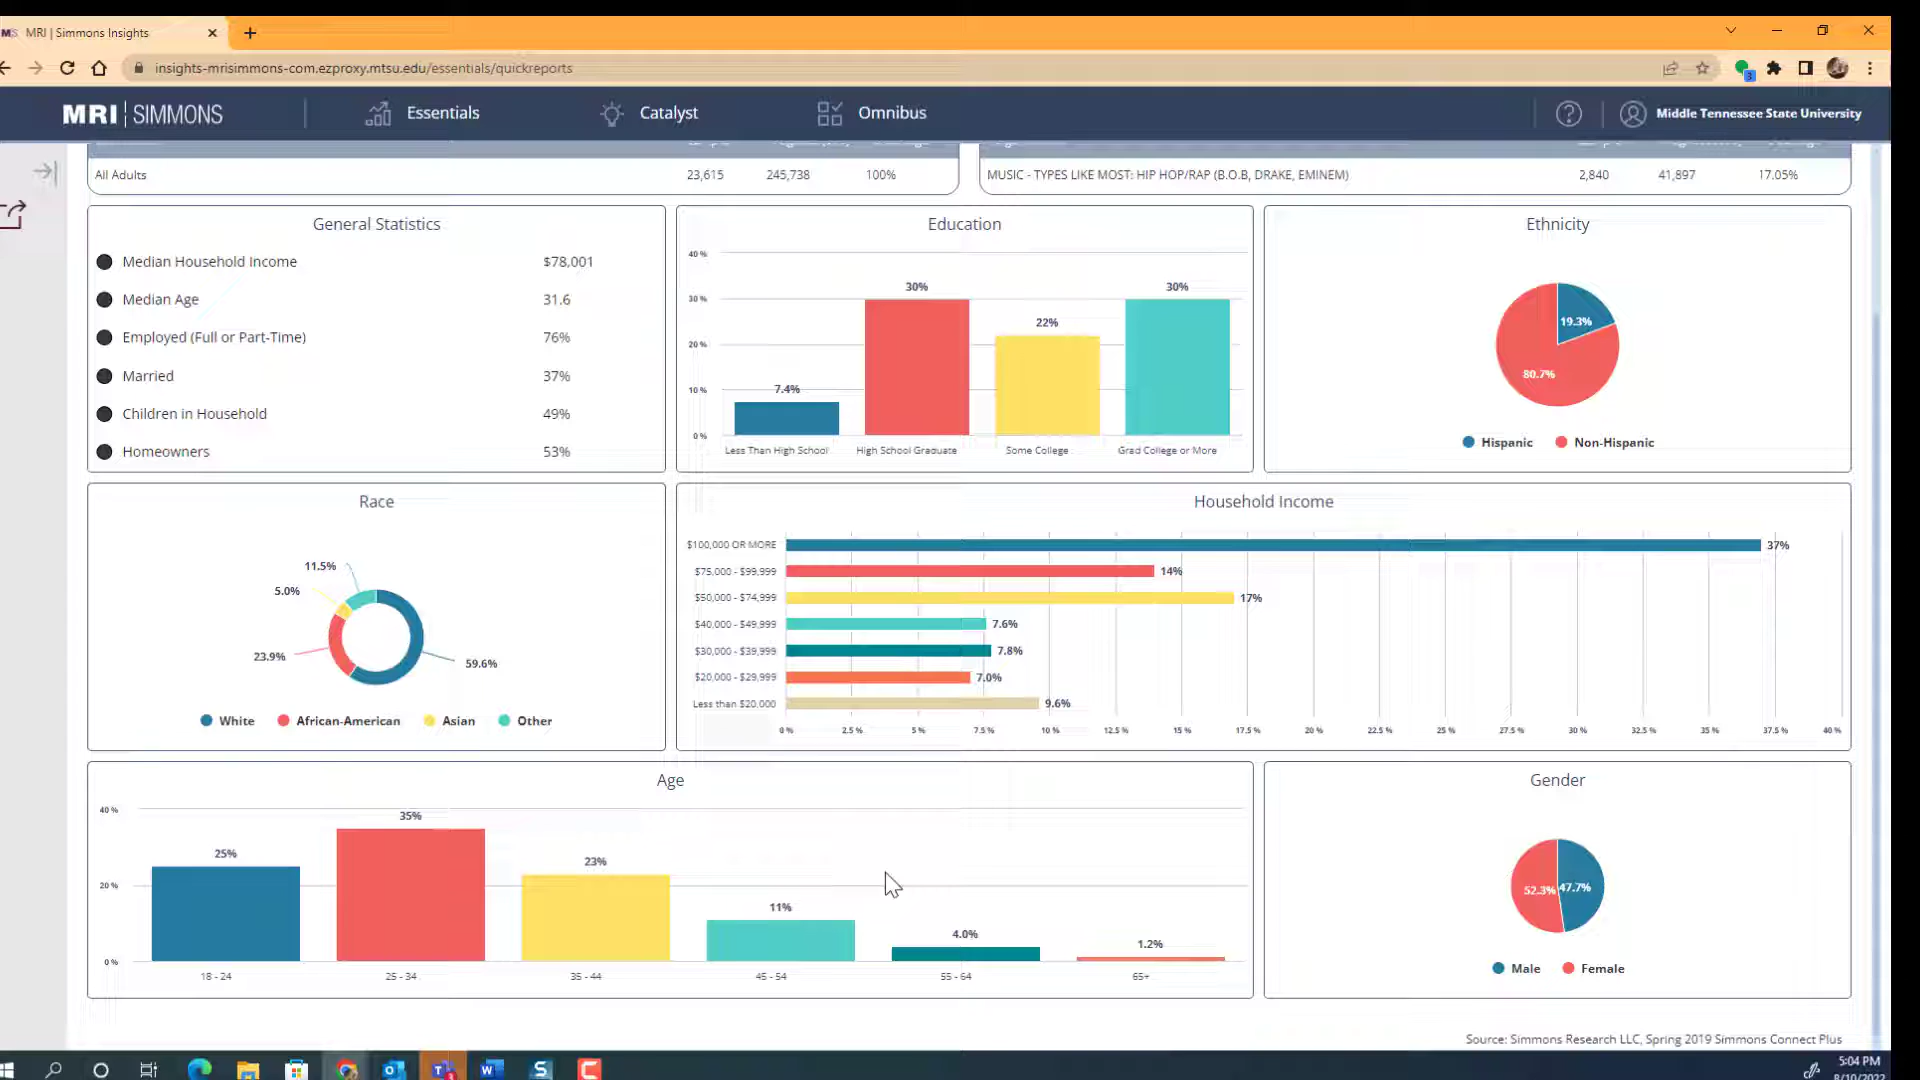 MRI | Simmons Insights
insights-mrisimmons-com.ezproxy.mtsu.edu/essentials/quickreports
3
MRI | SIMMONS
Essentials
Catalyst
Omnibus
Middle Tennessee State University
All Adults 23,615 245,738 100%
MUSIC - TYPES LIKE MOST: HIP HOP/RAP (B.O.B, DRAKE, EMINEM) 2,840 41,897 17.05%
General Statistics
Median Household Income $78,001
Median Age 31.6
Employed (Full or Part-Time) 76%
Married 37%
Children in Household 49%
Homeowners 53%
Education
40 %
30 %
20 %
10 %
0 %
7.4%
30%
22%
30%
Less Than High School High School Graduate Some College Grad College or More
Ethnicity
19.3%
80.7%
Hispanic Non-Hispanic
Race
11.5%
5.0%
23.9%
59.6%
White African-American Asian Other
Household Income
$100,000 OR MORE 37%
$75,000 - $99,999 14%
$50,000 - $74,999 17%
$40,000 - $49,999 7.6%
$30,000 - $39,999 7.8%
$20,000 - $29,999 7.0%
Less than $20,000 9.6%
0 % 2.5 % 5 % 7.5 % 10 % 12.5 % 15 % 17.5 % 20 % 22.5 % 25 % 27.5 % 30 % 32.5 % 35 % 37.5 % 40 %
Age
40 %
20 %
0 %
25%
35%
23%
11%
4.0%
1.2%
18 - 24 25 - 34 35 - 44 45 - 54 55 - 64 65+
Gender
52.3% 47.7%
Male Female
Source: Simmons Research LLC, Spring 2019 Simmons Connect Plus
5:04 PM
8/10/2022